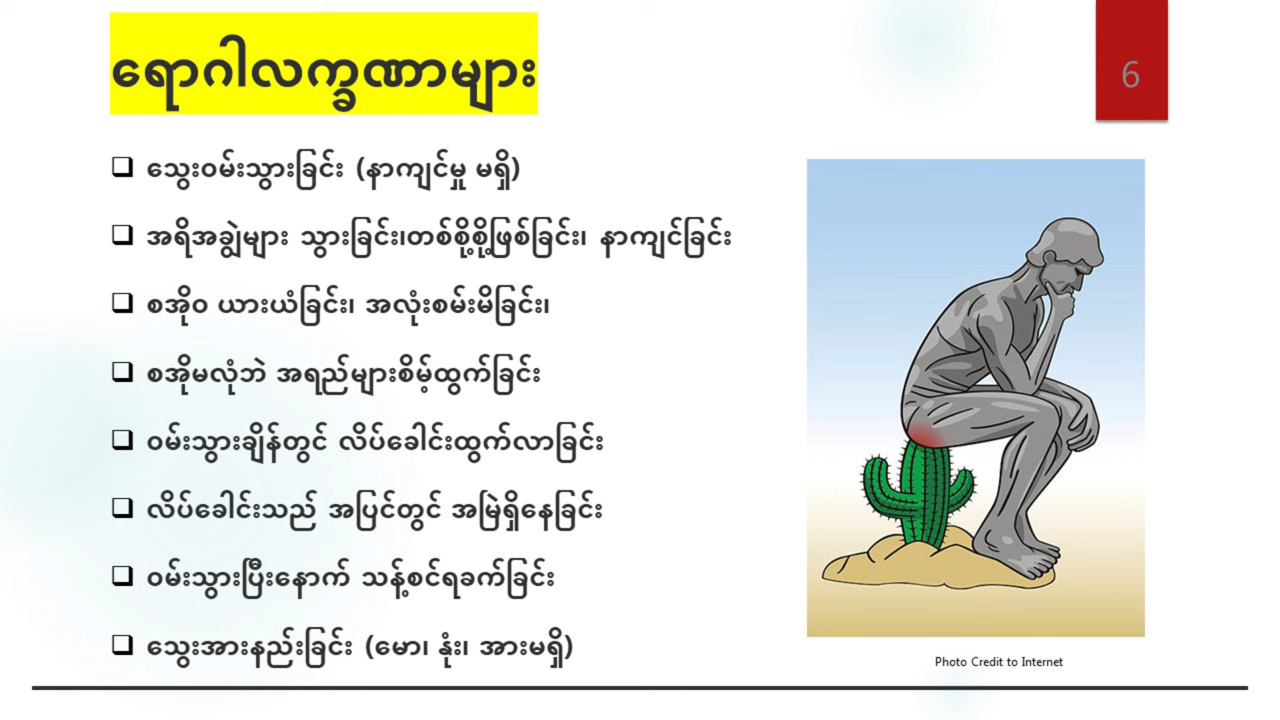 ရောဂါလက္ခဏာများ
6
သွေးဝမ်းသွားခြင်း (နာကျင်မှု မရှိ)
အရိအချွဲများ သွားခြင်း၊တစ်စို့စို့ဖြစ်ခြင်း၊ နာကျင်ခြင်း
စအိုဝ ယားယံခြင်း၊ အလုံးစမ်းမိခြင်း၊
စအိုမလုံဘဲ အရည်များစိမ့်ထွက်ခြင်း
ဝမ်းသွားချိန်တွင် လိပ်ခေါင်းထွက်လာခြင်း
လိပ်ခေါင်းသည် အပြင်တွင် အမြဲရှိနေခြင်း
ဝမ်းသွားပြီးနောက် သန့်စင်ရခက်ခြင်း
သွေးအားနည်းခြင်း (မော၊ နုံး၊ အားမရှိ)
Photo Credit to Internet